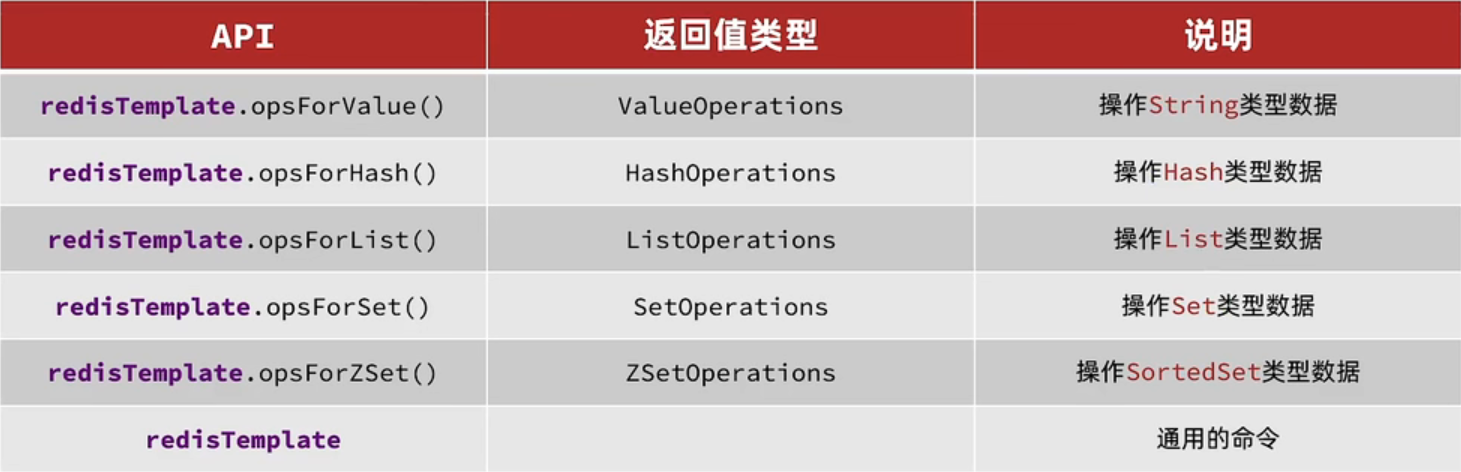 API 返回值类型 说明
redisTemplate.opsForValue() ValueOperations 操作String类型数据
redisTemplate.opsForHash() HashOperations 操作Hash类型数据
redisTemplate.opsForList() ListOperations 操作List类型数据
redisTemplate.opsForSet() SetOperations 操作Set类型数据
redisTemplate.opsForZSet() ZSetOperations 操作SortedSet类型数据
redisTemplate 通用的命令